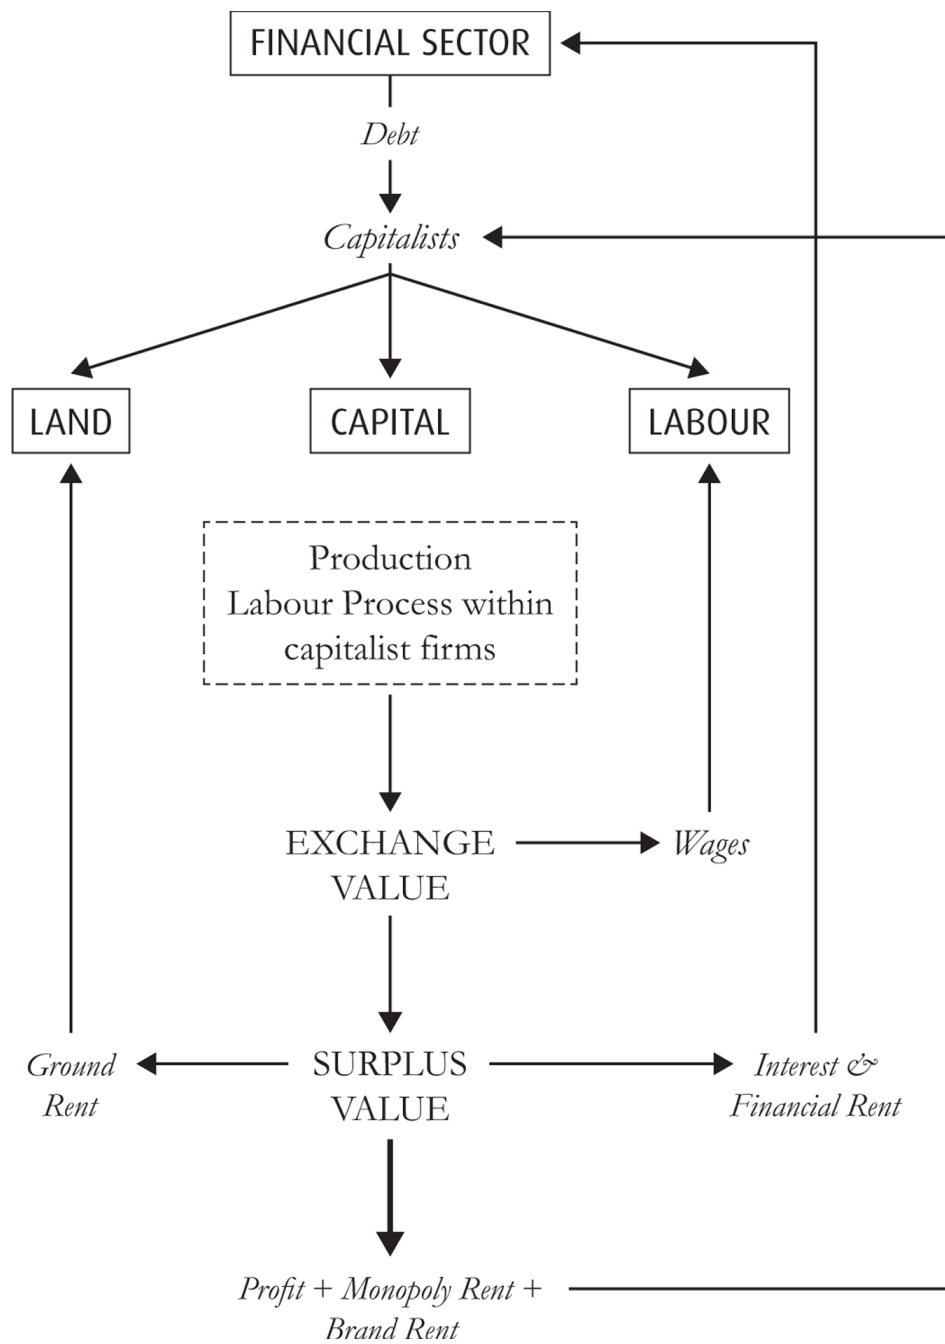 FINANCIAL SECTOR
Debt
Capitalists
LAND
CAPITAL
LABOUR
Production
Labour Process within
capitalist firms
EXCHANGE
VALUE
Wages
Ground
Rent
SURPLUS
VALUE
Interest &
Financial Rent
Profit + Monopoly Rent +
Brand Rent